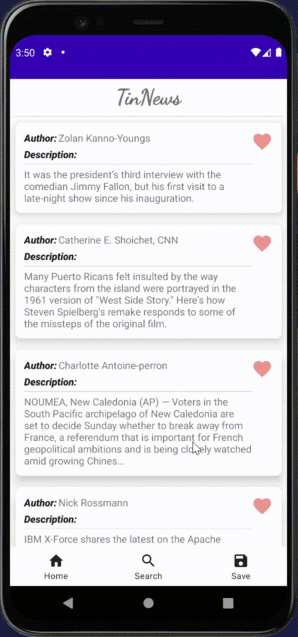 3:50
TinNews
Author: Zolan Kanno-Youngs
Description:
It was the president's third interview with the
comedian Jimmy Fallon, but his first visit to a
late-night show since his inauguration.
Author: Catherine E. Shoichet, CNN
Description:
Many Puerto Ricans felt insulted by the way
characters from the island were portrayed in the
1961 version of "West Side Story." Here's how
Steven Spielberg's remake responds to some of
the missteps of the original film.
Author: Charlotte Antoine-perron
Description:
NOUMEA, New Caledonia (AP) — Voters in the
South Pacific archipelago of New Caledonia are
set to decide Sunday whether to break away from
France, a referendum that is important for French
geopolitical ambitions and is being closely watched
amid growing Chines...
Author: Nick Rossmann
Description:
IBM X-Force shares the latest on the Apache
Home Search Save